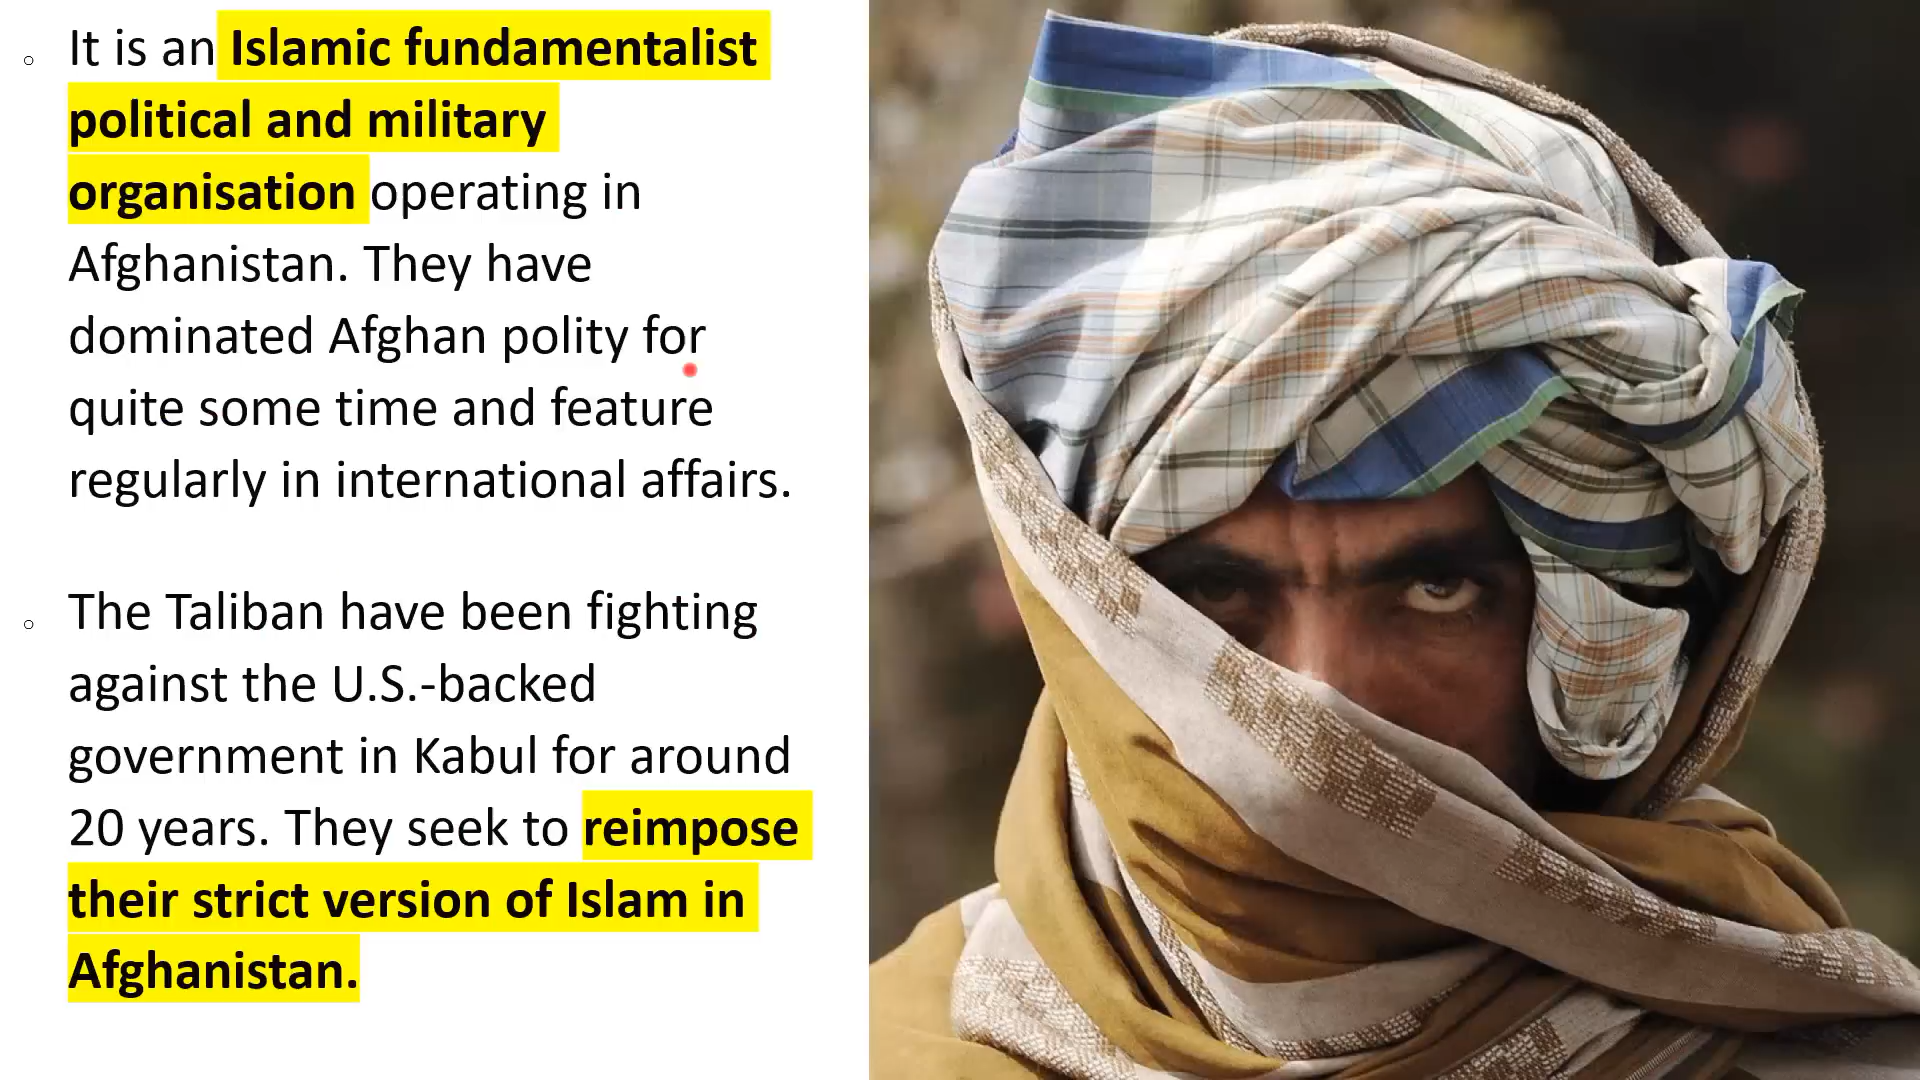 It is an Islamic fundamentalist
political and military
organisation operating in
Afghanistan. They have
dominated Afghan polity for
quite some time and feature
regularly in international affairs.
The Taliban have been fighting
against the U.S.-backed
government in Kabul for around
20 years. They seek to reimpose
their strict version of Islam in
Afghanistan.